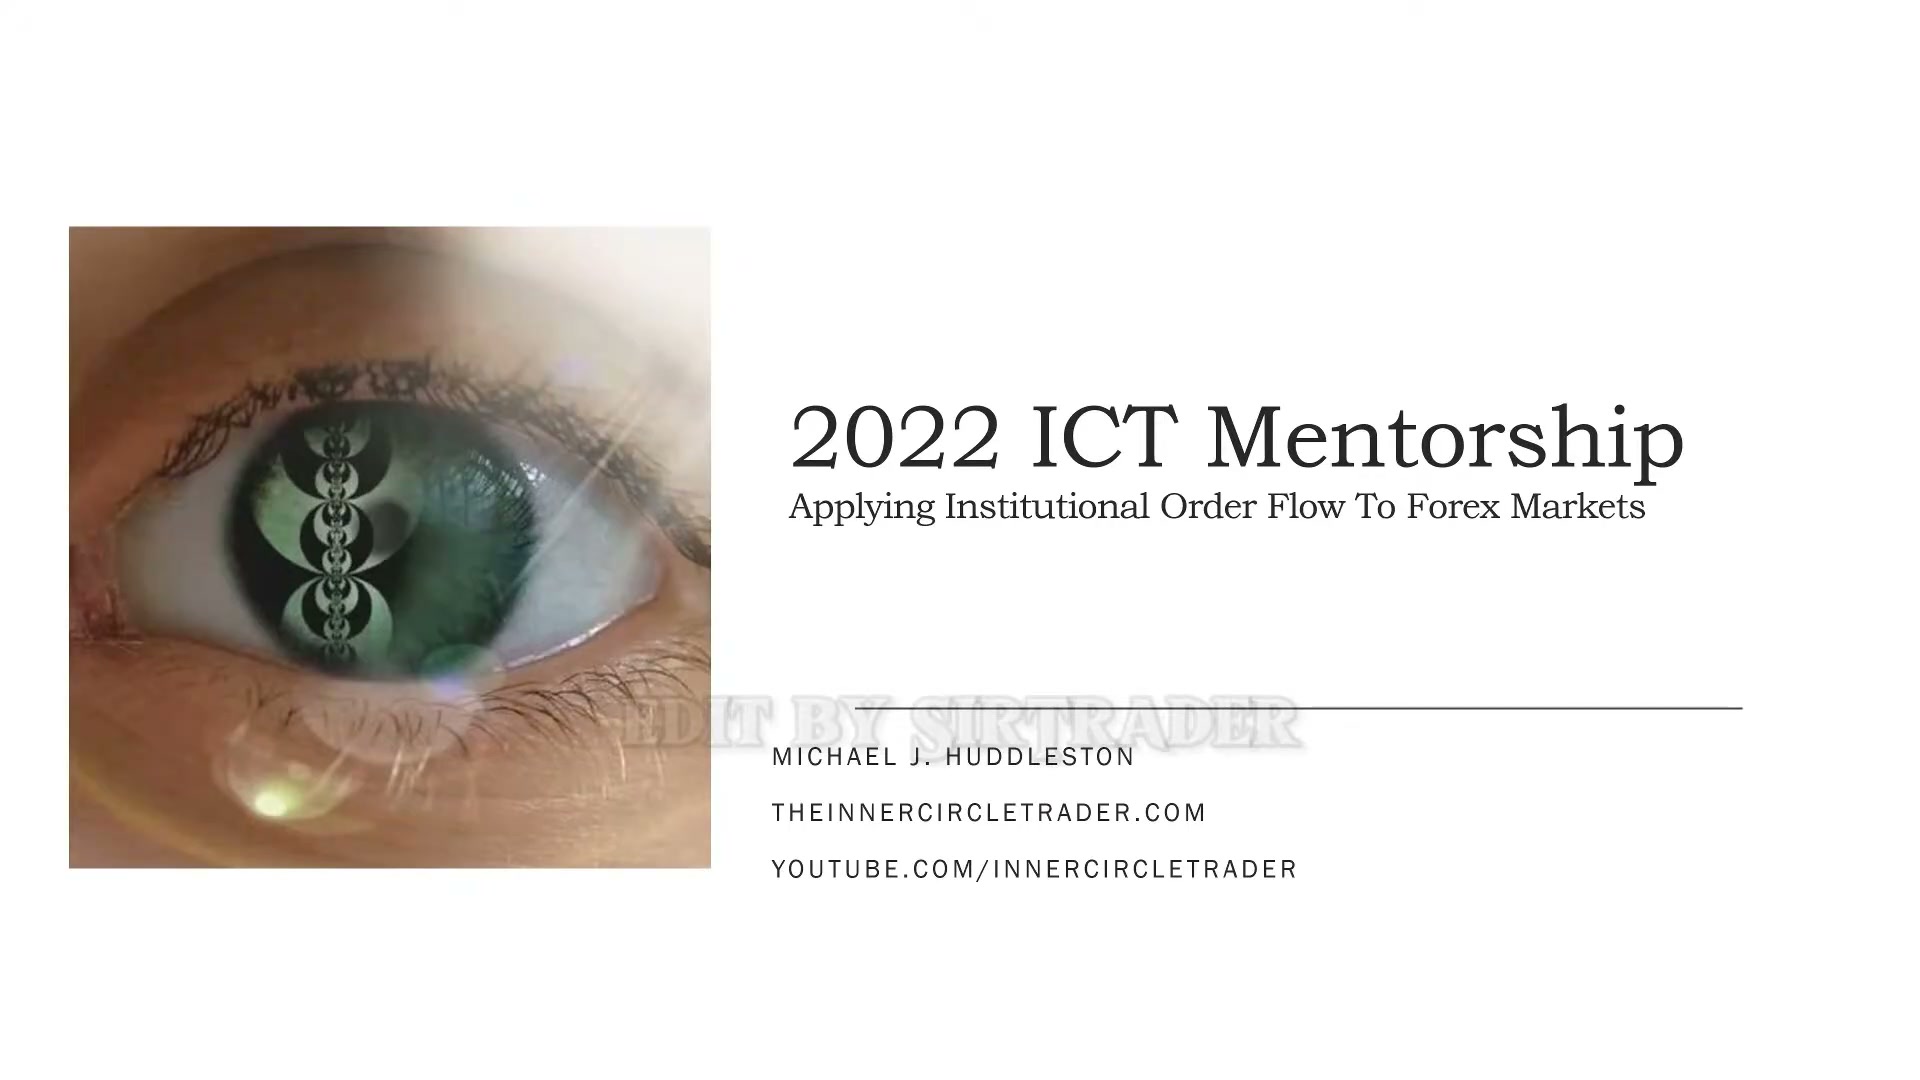 2022 ICT Mentorship
Applying Institutional Order Flow To Forex Markets
EDIT BY SIRTRADER
MICHAEL J. HUDDLESTON
THEINNERCIRCLETRADER.COM
YOUTUBE.COM/INNERCIRCLETRADER